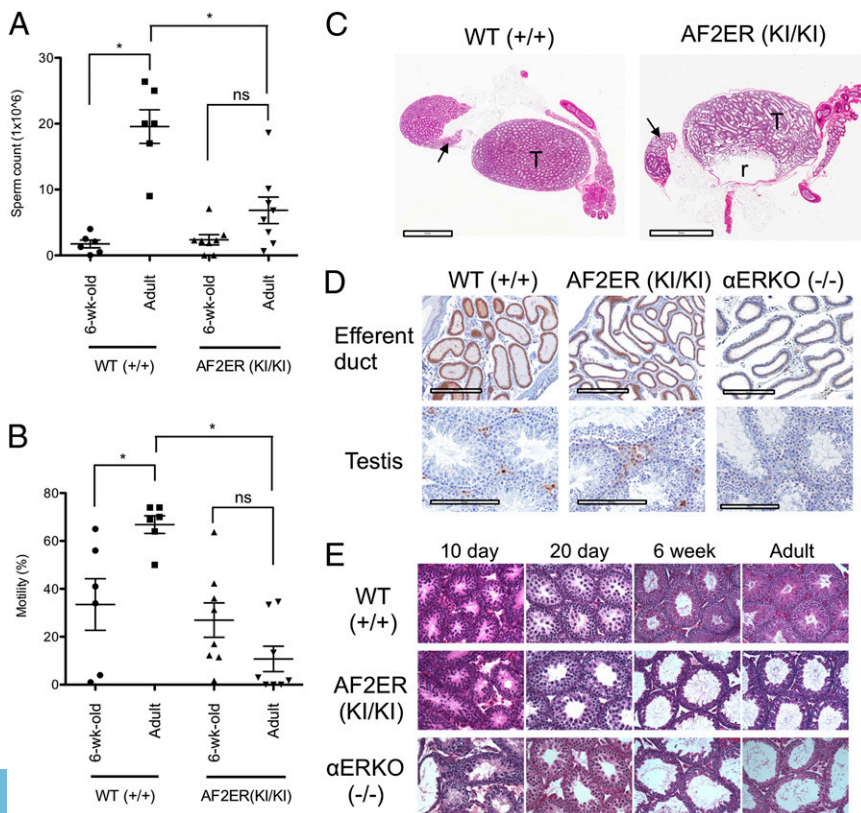 A
*
*
ns
Sperm count (1x10^6)
30
20
10
0
6-wk-old
Adult
6-wk-old
Adult
WT (+/+)
AF2ER (KI/KI)
B
*
*
ns
Motility (%)
80
60
40
20
0
6-wk-old
Adult
6-wk-old
Adult
WT (+/+)
AF2ER(KI/KI)
C
WT (+/+)
AF2ER (KI/KI)
T
T
r
D
WT (+/+)
AF2ER (KI/KI)
αERKO (-/-)
Efferent
duct
Testis
E
10 day
20 day
6 week
Adult
WT
(+/+)
AF2ER
(KI/KI)
αERKO
(-/-)